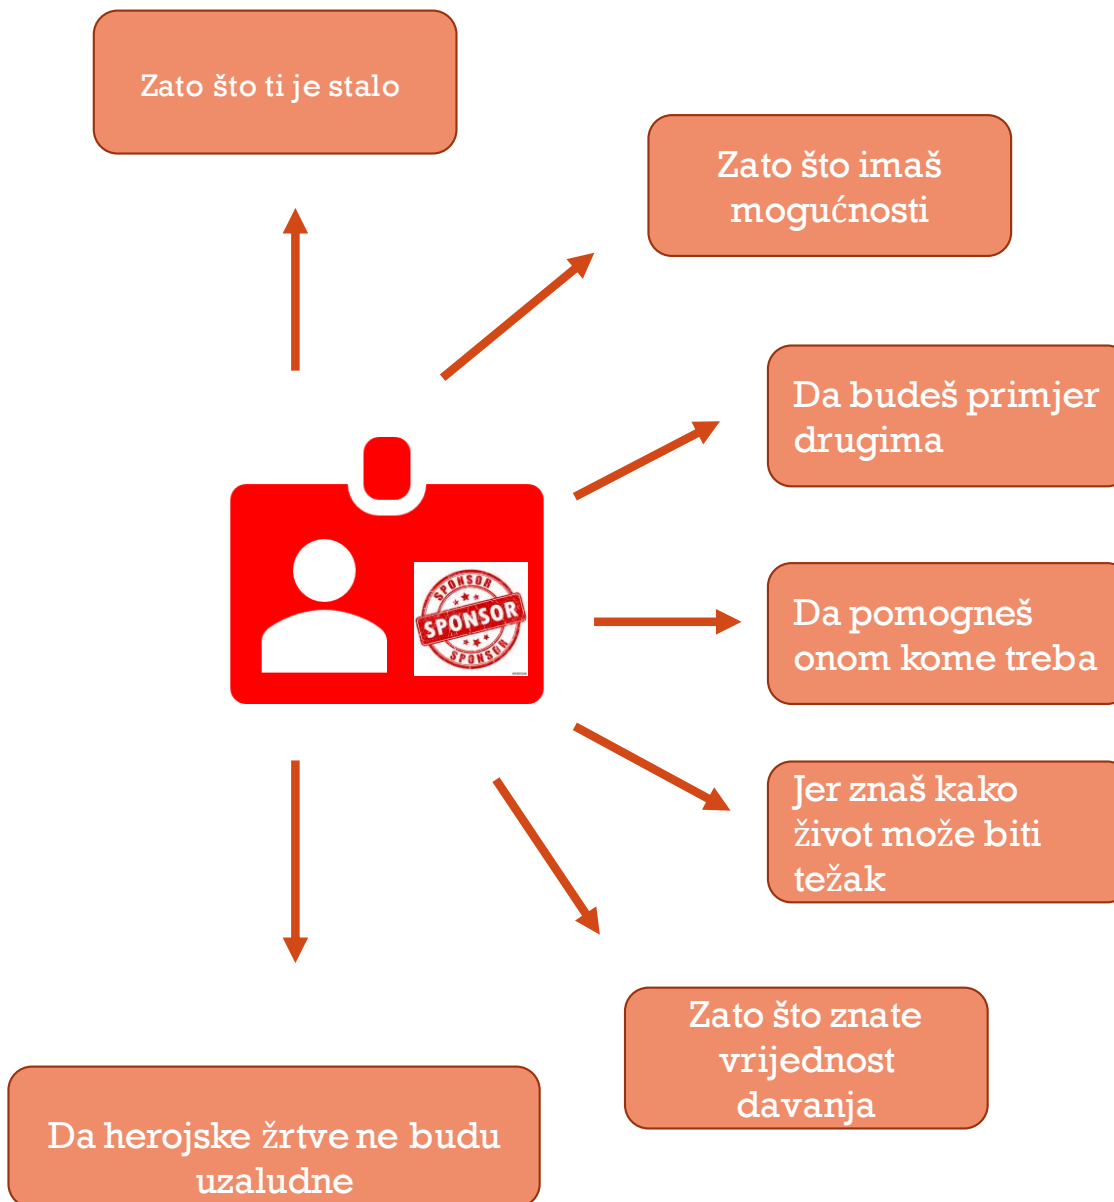 Zato što ti je stalo
Zato što imaš
mogućnosti
Da budeš primjer
drugima
SPONSOR
SPONSOR
SPONSOR
Da pomogneš
onom kome treba
Jer znaš kako
život može biti
težak
Zato što znate
vrijednost
davanja
Da herojske žrtve ne budu
uzaludne